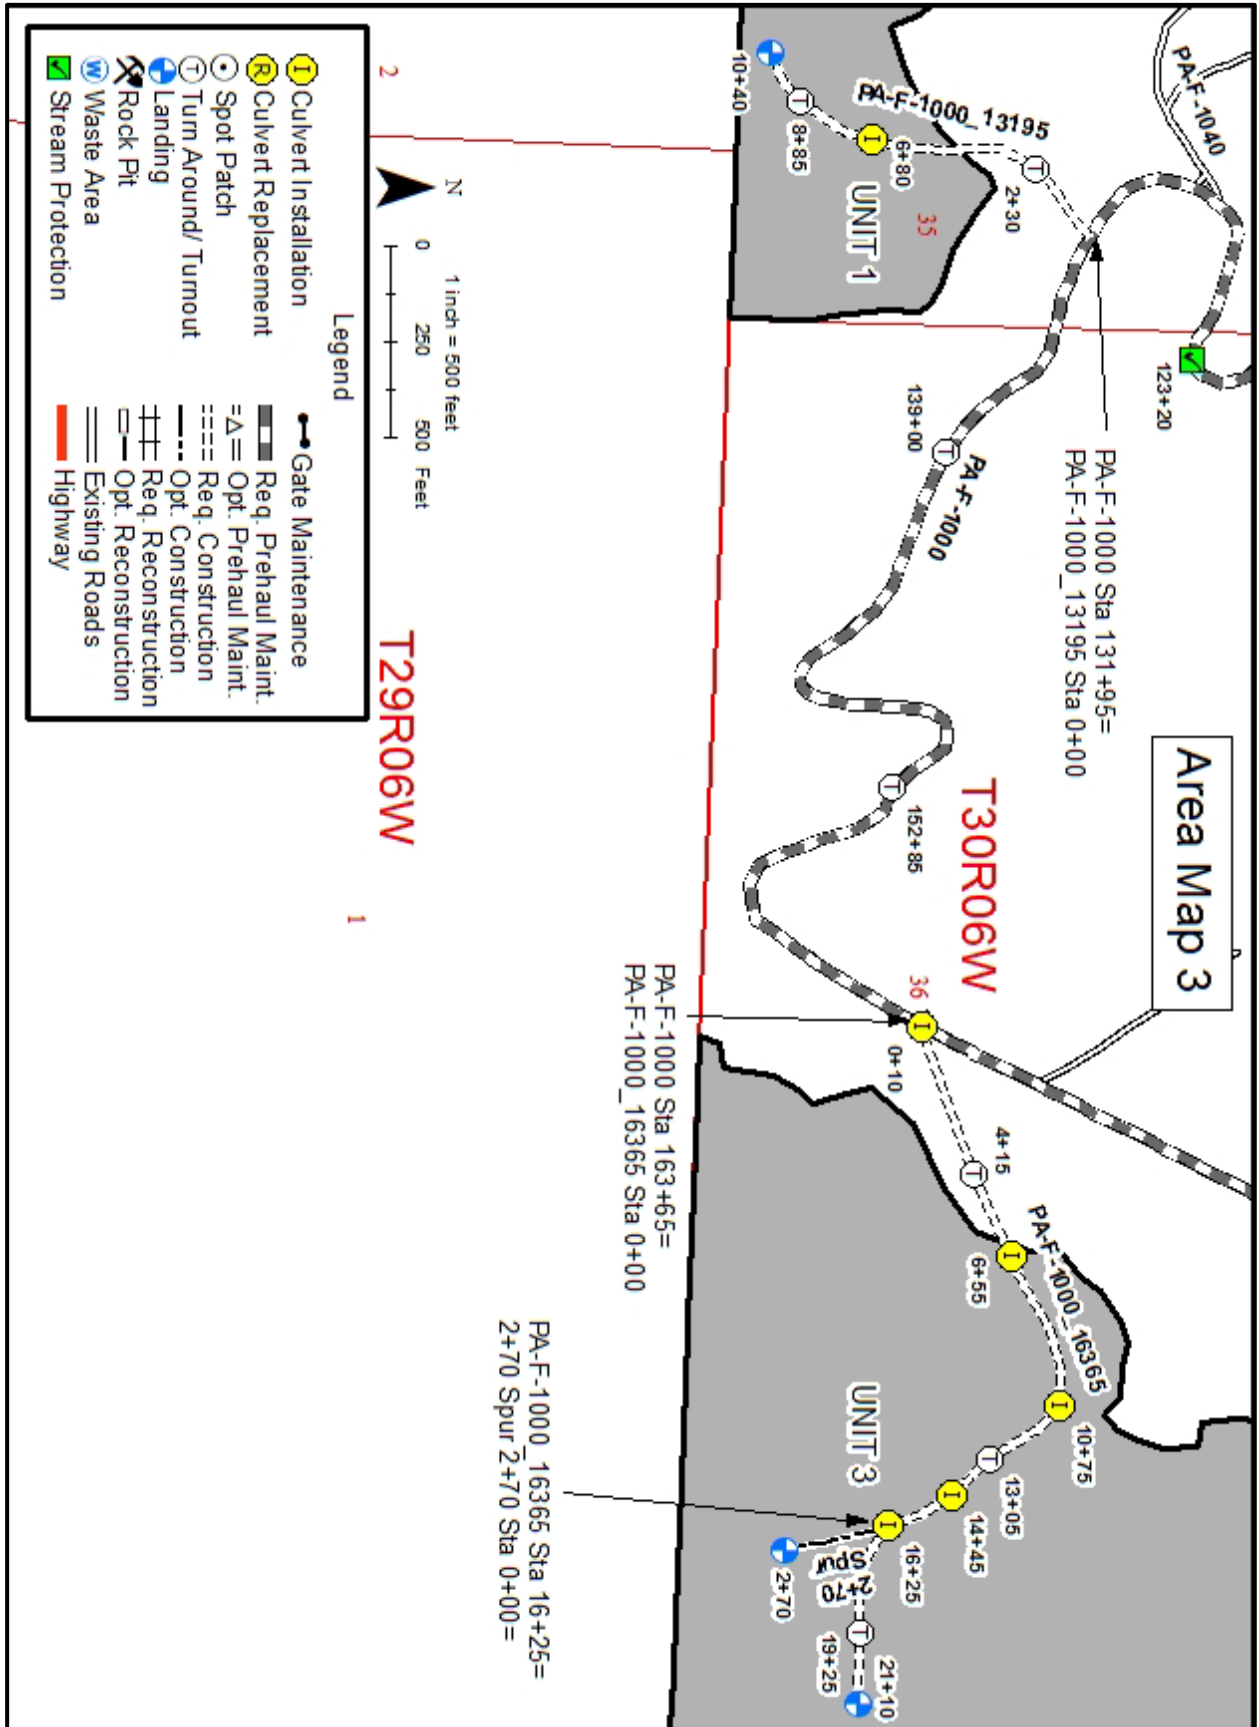 Area Map 3
PA-F-1040
123+20
PA-F-1000 Sta 131+95=
PA-F-1000_13195 Sta 0+00
PA-F-1000_13195
2+30
6+80
8+85
10+40
35
UNIT 1
139+00
PA-F-1000
152+85
T30R06W
36
0+10
4+15
PA-F-1000_16365
6+55
10+75
13+05
14+45
16+25
UNIT 3
2+70 Spur
2+70
19+25
21+10
PA-F-1000 Sta 163+65=
PA-F-1000_16365 Sta 0+00
PA-F-1000_16365 Sta 16+25=
2+70 Spur 2+70 Sta 0+00=
2
T29R06W
1
N
1 inch = 500 feet
0 250 500 Feet
Legend
I Culvert Installation
R Culvert Replacement
Spot Patch
T Turn Around/ Turnout
Landing
Rock Pit
W Waste Area
Stream Protection
Gate Maintenance
Req. Prehaul Maint.
Opt. Prehaul Maint.
Req. Construction
Opt. Construction
Req. Reconstruction
Opt. Reconstruction
Existing Roads
Highway